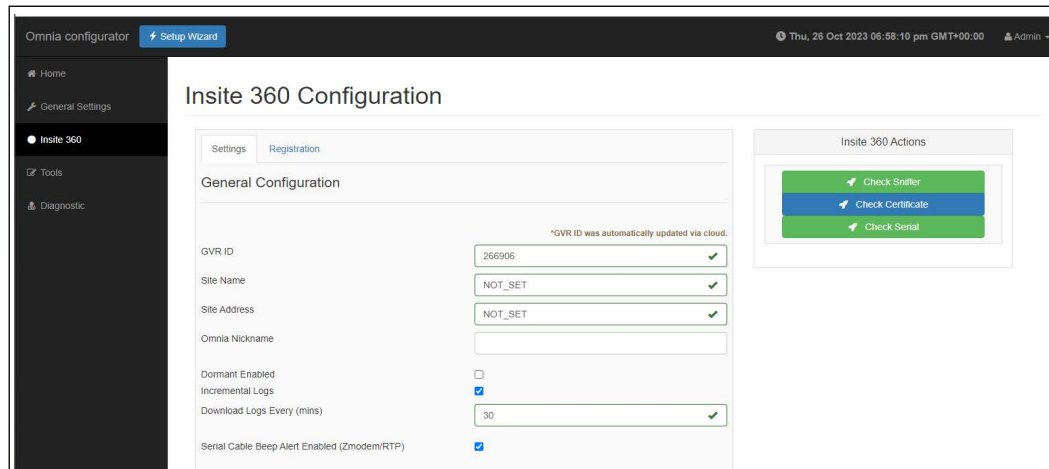 Omnia configurator
Setup Wizard
Thu, 26 Oct 2023 06:58:10 pm GMT+00:00
Admin
Home
General Settings
Insite 360
Tools
Diagnostic
Insite 360 Configuration
Settings
Registration
General Configuration
*GVR ID was automatically updated via cloud.
GVR ID
266906
Site Name
NOT_SET
Site Address
NOT_SET
Omnia Nickname
Dormant Enabled
Incremental Logs
Download Logs Every (mins)
30
Serial Cable Beep Alert Enabled (Zmodem/RTP)
Insite 360 Actions
Check Sniffer
Check Certificate
Check Serial